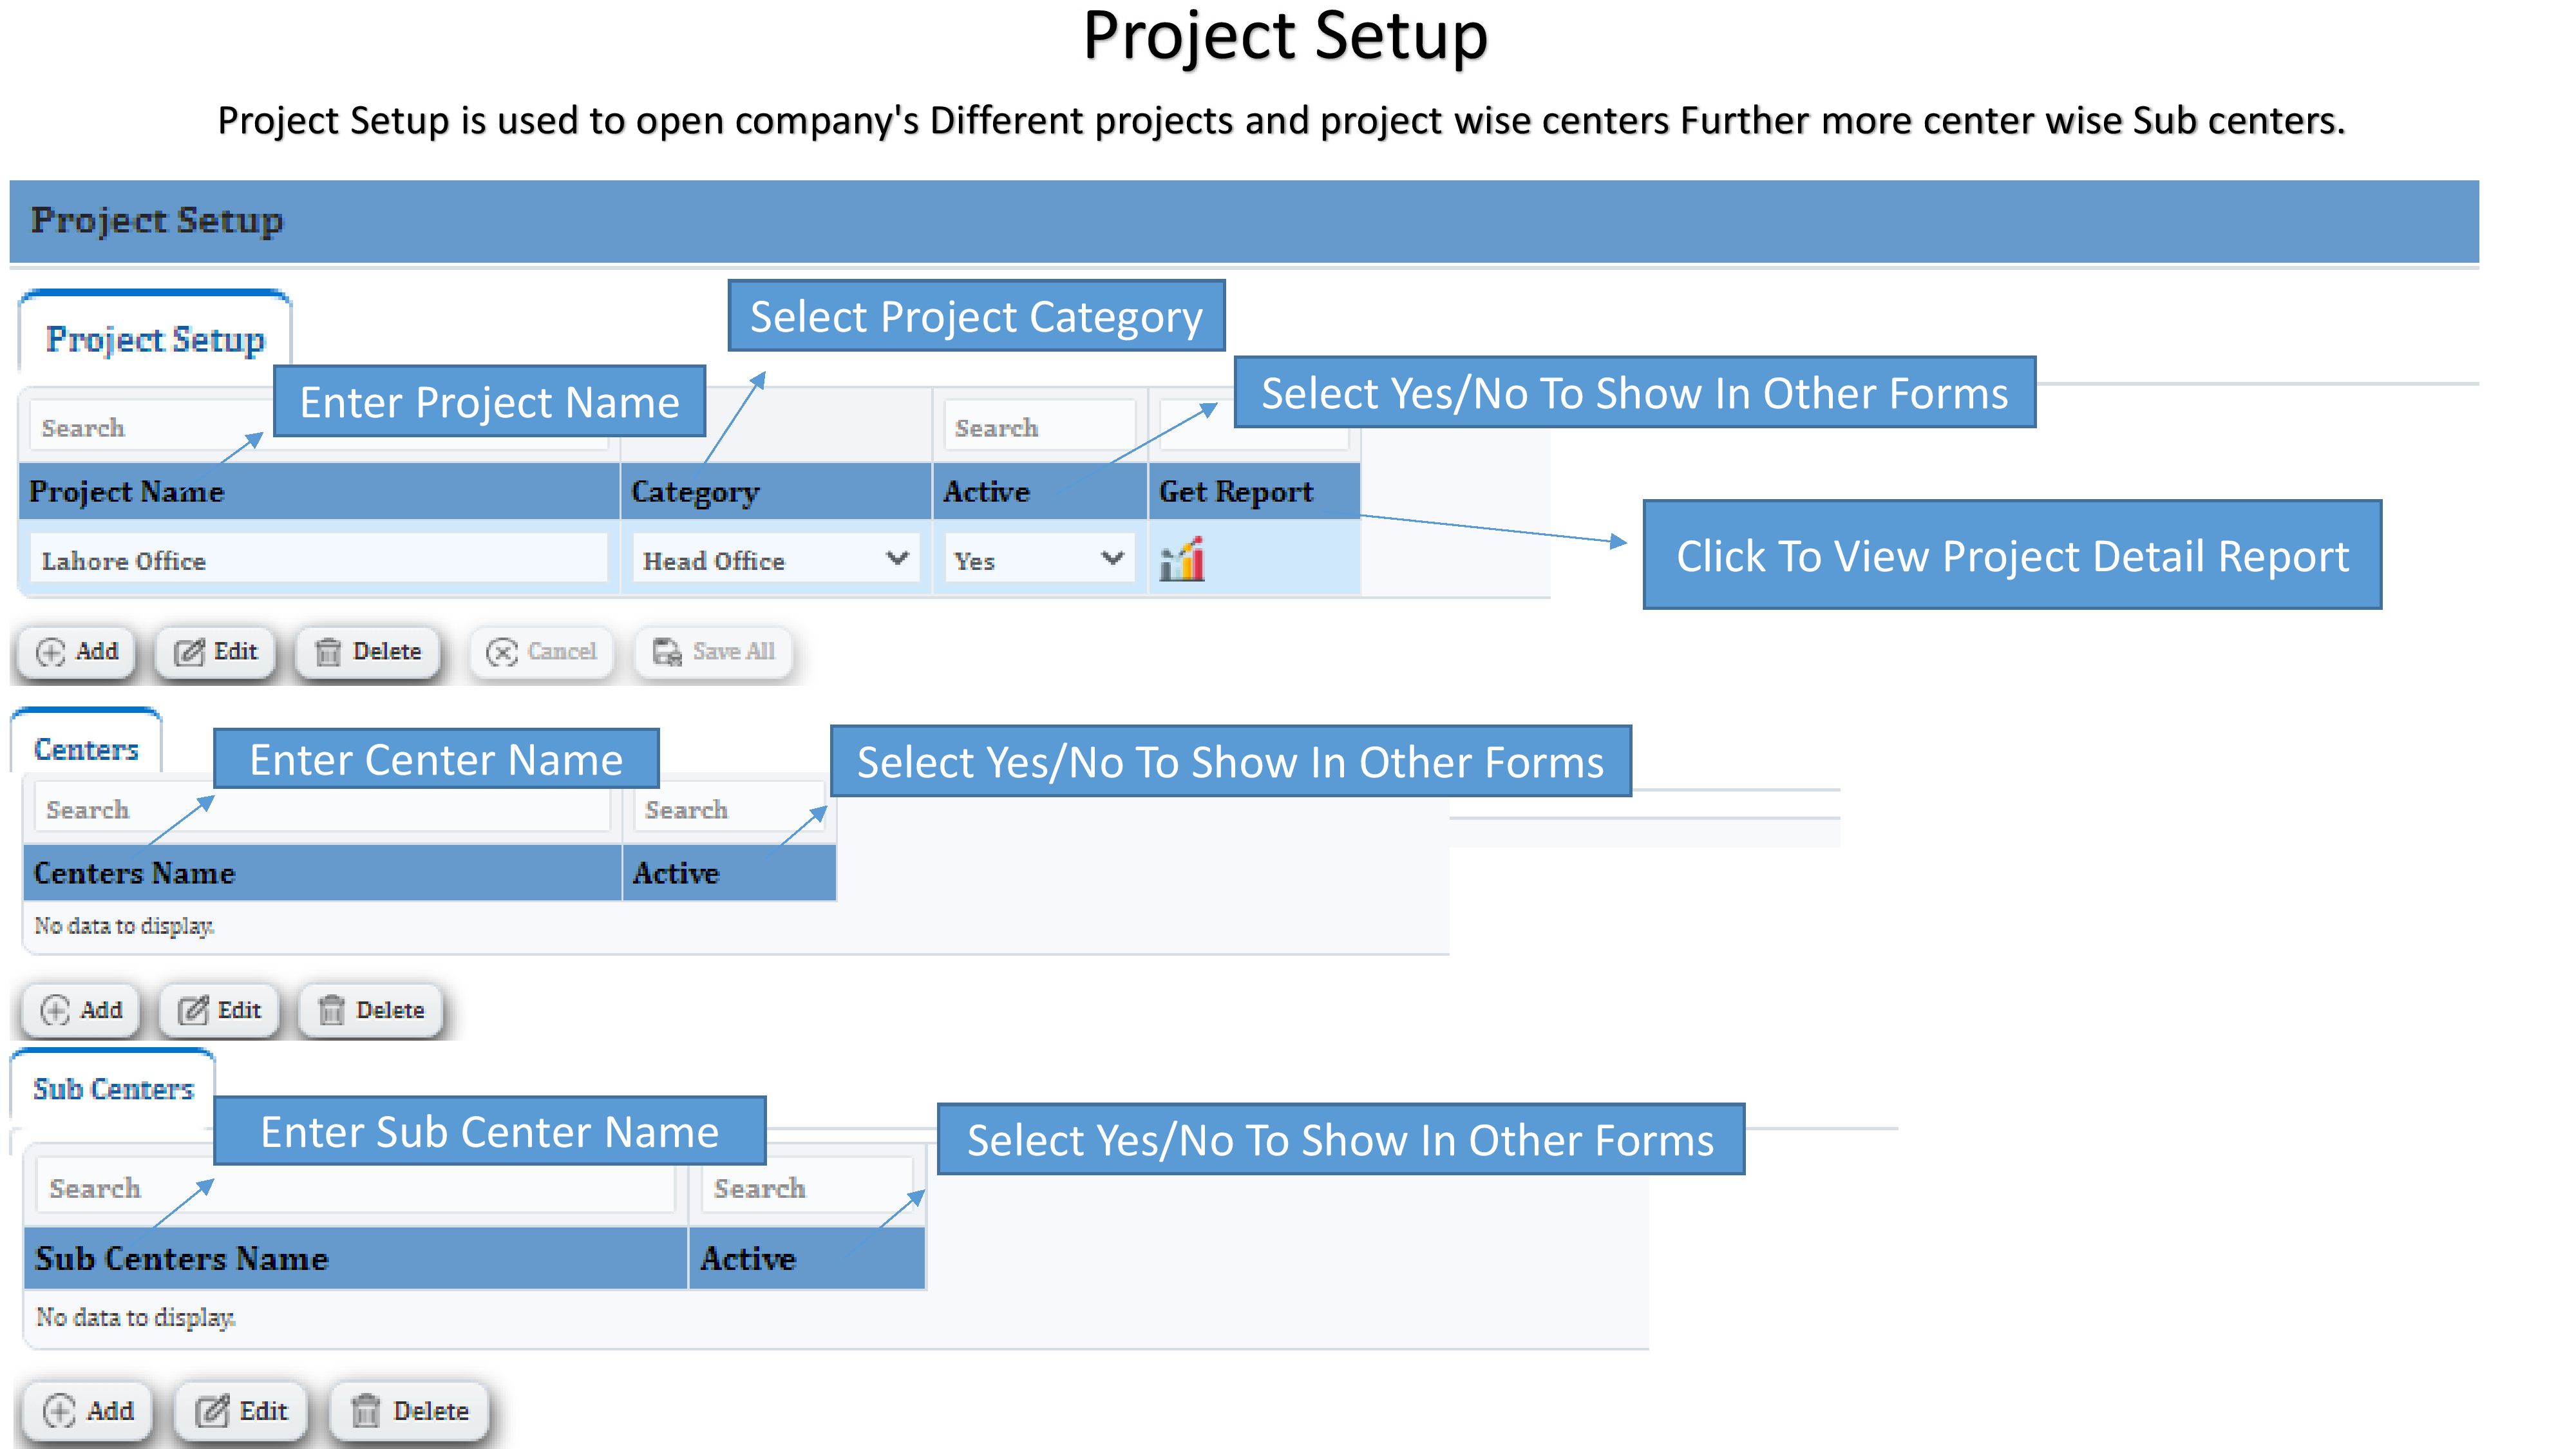 Project Setup
Project Setup is used to open company's Different projects and project wise centers Further more center wise Sub centers.
Project Setup
Project Setup
Select Project Category
Enter Project Name
Select Yes/No To Show In Other Forms
Search
Search
Project Name Category Active Get Report
Click To View Project Detail Report
Lahore Office Head Office Yes
Add Edit Delete Cancel Save All
Centers
Enter Center Name
Select Yes/No To Show In Other Forms
Search Search
Centers Name Active
No data to display.
Add Edit Delete
Sub Centers
Enter Sub Center Name
Select Yes/No To Show In Other Forms
Search Search
Sub Centers Name Active
No data to display.
Add Edit Delete